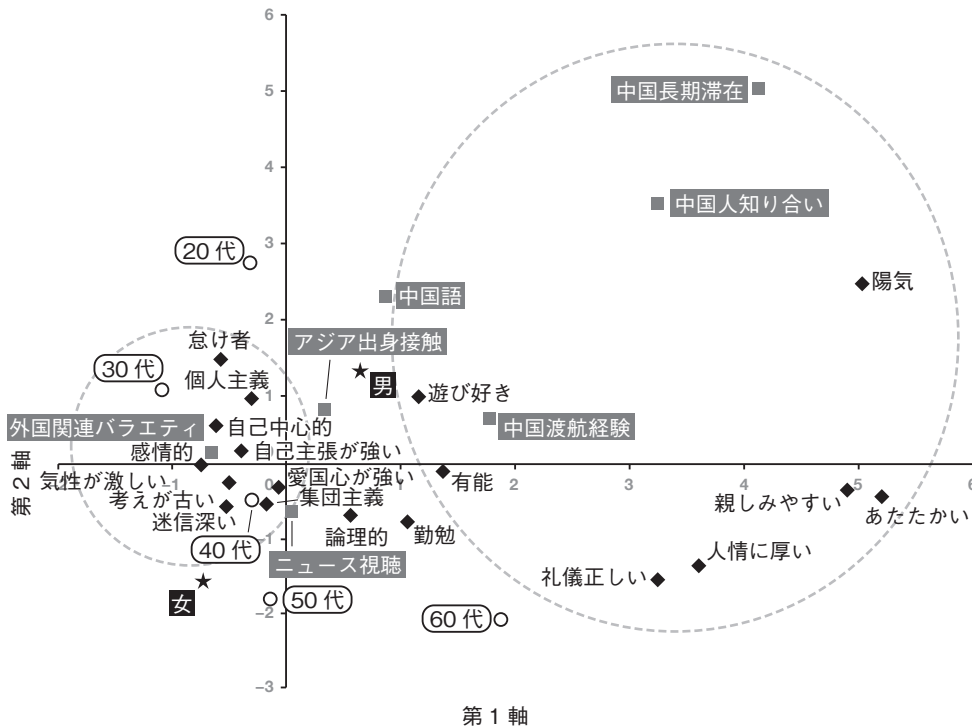 6
5
中国長期滞在
4
中国人知り合い
20 代
3
陽気
中国語
2
怠け者
アジア出身接触
30 代
個人主義
男
遊び好き
1
外国関連バラエティ
自己中心的
中国渡航経験
感情的
自己主張が強い
-2
-1
0
0
1
2
3
4
5
6
第2軸
気性が激しい
愛国心が強い
有能
考えが古い
集団主義
親しみやすい
あたたかい
迷信深い
論理的
勤勉
-1
人情に厚い
40 代
ニュース視聴
礼儀正しい
女
50 代
60 代
-2
-3
第1軸